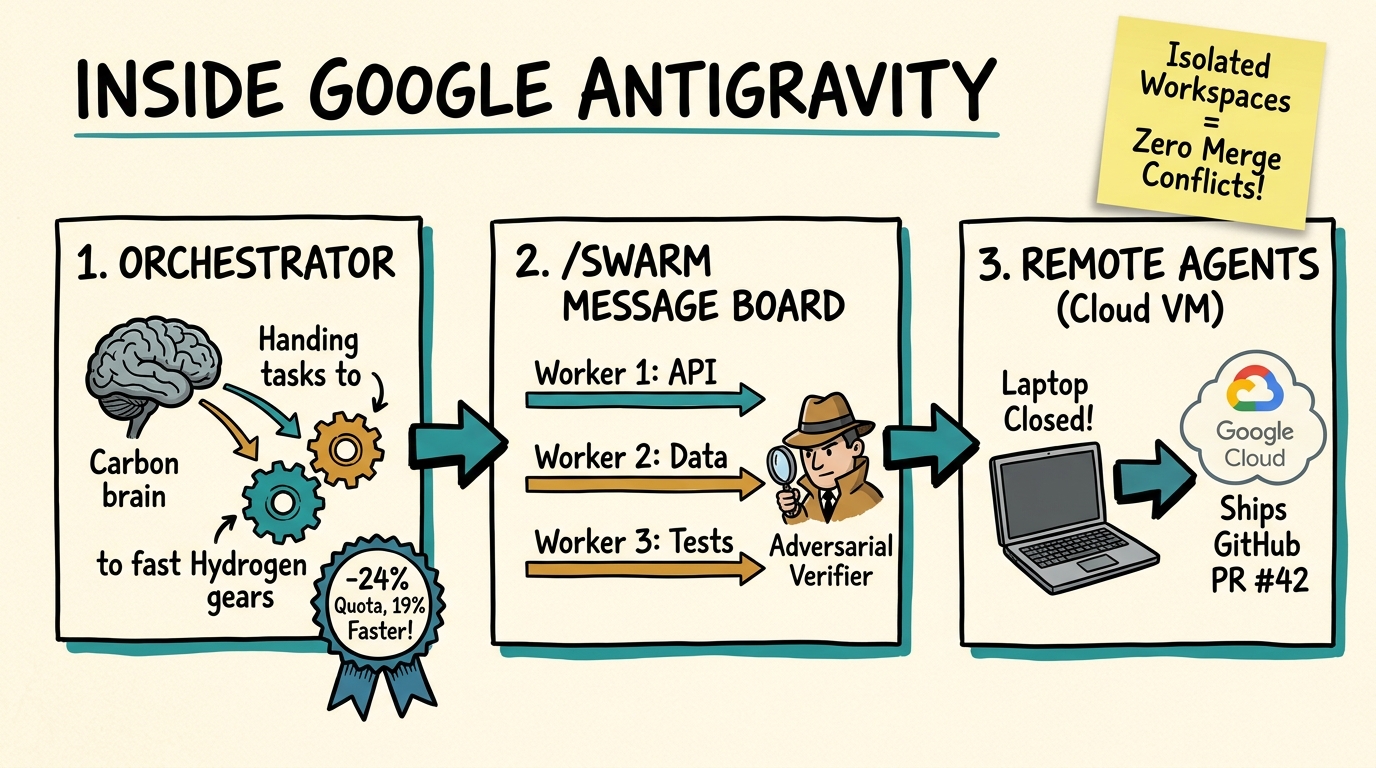 INSIDE GOOGLE ANTIGRAVITY
Isolated
Workspaces
=
Zero Merge
Conflicts!
1. ORCHESTRATOR
Handing
tasks to
Carbon
brain
to fast Hydrogen
gears
-24%
Quota, 19%
Faster!
2. /SWARM
MESSAGE BOARD
Worker 1: API
Worker 2: Data
Worker 3: Tests
Adversarial
Verifier
3. REMOTE AGENTS
(Cloud VM)
Laptop
Closed!
Google
Cloud
Ships
GitHub
PR #42